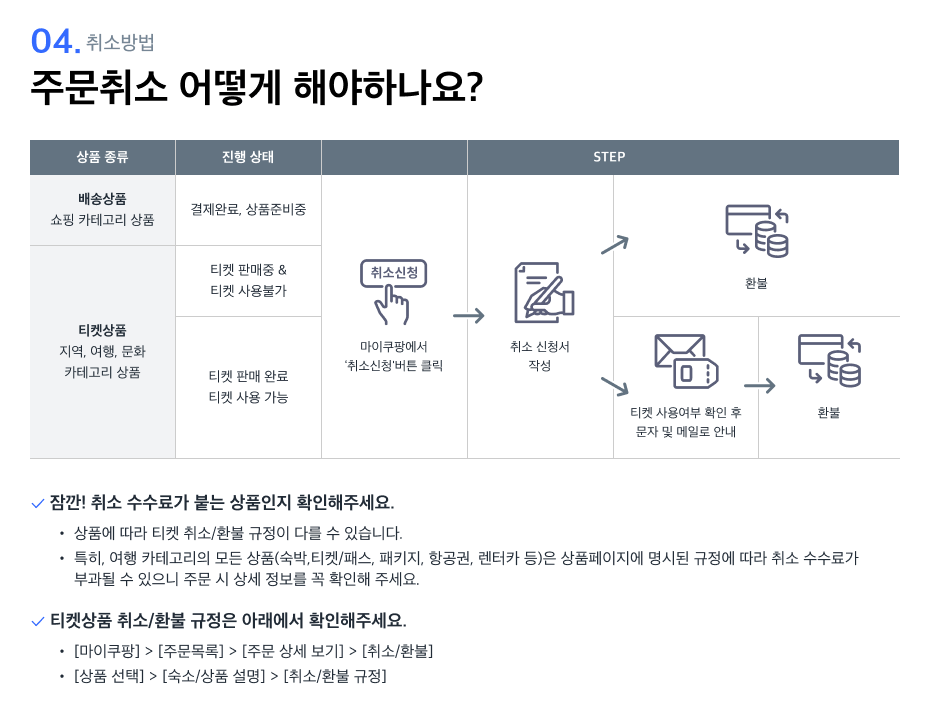 04. 취소방법
주문취소 어떻게 해야하나요?
상품 종류
진행 상태
STEP
배송상품
쇼핑 카테고리 상품
결제완료, 상품준비중
티켓상품
지역, 여행, 문화
카테고리 상품
티켓 판매중 &
티켓 사용불가
티켓 판매 완료
티켓 사용 가능
취소신청
마이쿠팡에서
'취소신청'버튼 클릭
취소 신청서
작성
환불
티켓 사용여부 확인 후
문자 및 메일로 안내
환불
잠깐! 취소 수수료가 붙는 상품인지 확인해주세요.
• 상품에 따라 티켓 취소/환불 규정이 다를 수 있습니다.
• 특히, 여행 카테고리의 모든 상품(숙박,티켓/패스, 패키지, 항공권, 렌터카 등)은 상품페이지에 명시된 규정에 따라 취소 수수료가
부과될 수 있으니 주문 시 상세 정보를 꼭 확인해 주세요.
티켓상품 취소/환불 규정은 아래에서 확인해주세요.
• [마이쿠팡] > [주문목록] > [주문 상세 보기] > [취소/환불]
• [상품 선택] > [숙소/상품 설명] > [취소/환불 규정]